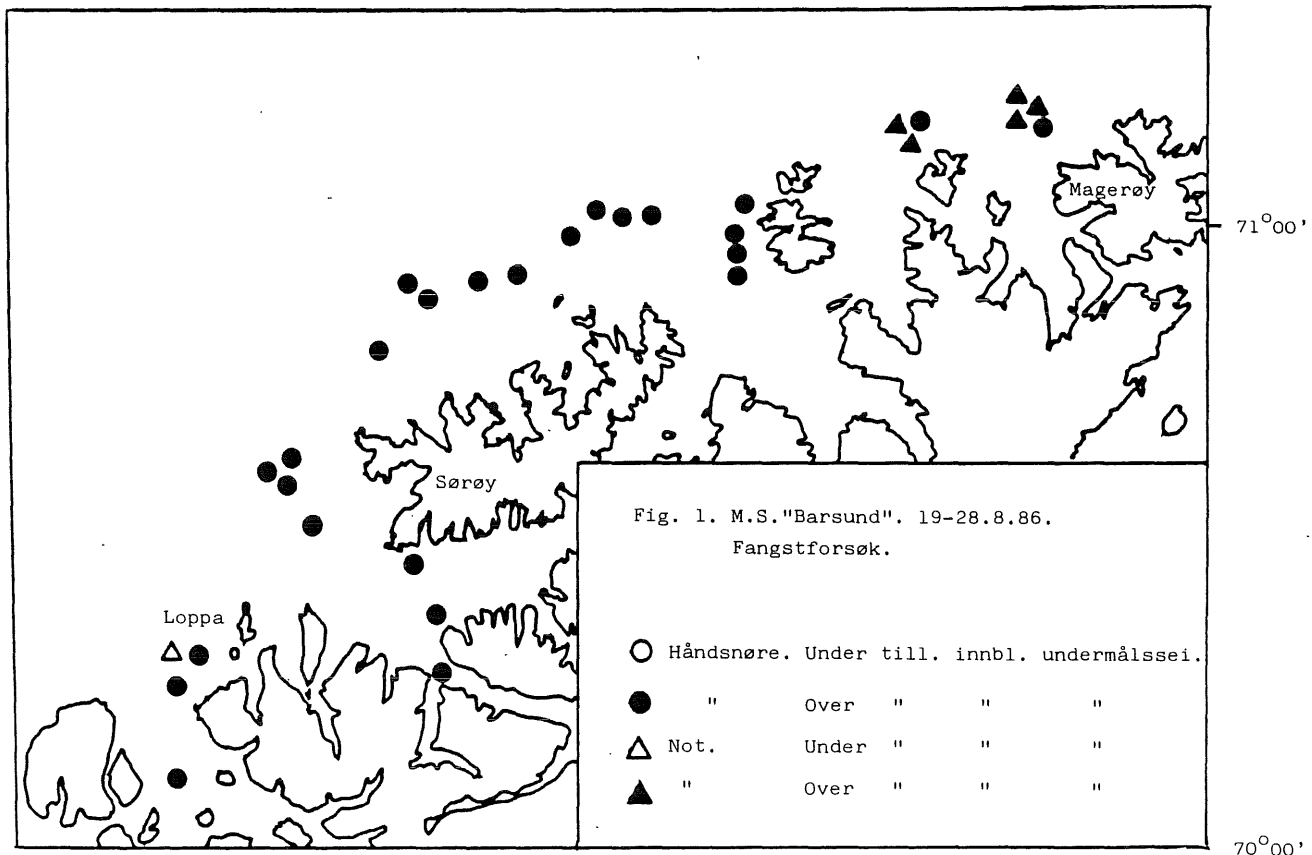 Magerøy
71°00'
Sørøy
Loppa
Fig. 1. M.S."Barsund". 19-28.8.86.
Fangstforsøk.
Håndsnøre. Under till. innbl. undermålssei.
" Over " " "
Not. Under " " "
" Over " " "
70°00'